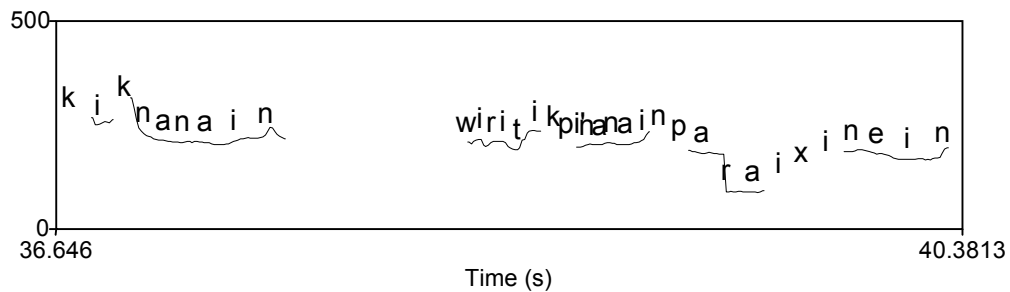 500
k i k n a n a i n w i r i t i k p i h a n a i n p a r a i x i n e i n
0
36.646 40.3813
Time (s)